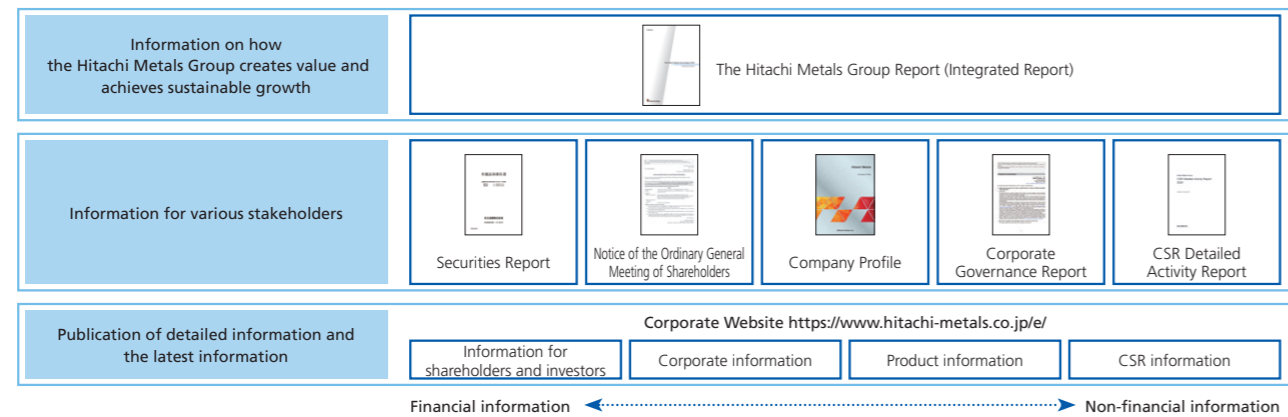 Information on how
the Hitachi Metals Group creates value and
achieves sustainable growth
The Hitachi Metals Group Report (Integrated Report)
Information for various stakeholders
Securities Report
Notice of the Ordinary General
Meeting of Shareholders
Company Profile
Corporate
Governance Report
CSR Detailed
Activity Report
Publication of detailed information and
the latest information
Corporate Website https://www.hitachi-metals.co.jp/e/
Information for
shareholders and investors
Corporate information
Product information
CSR information
Financial information
Non-financial information